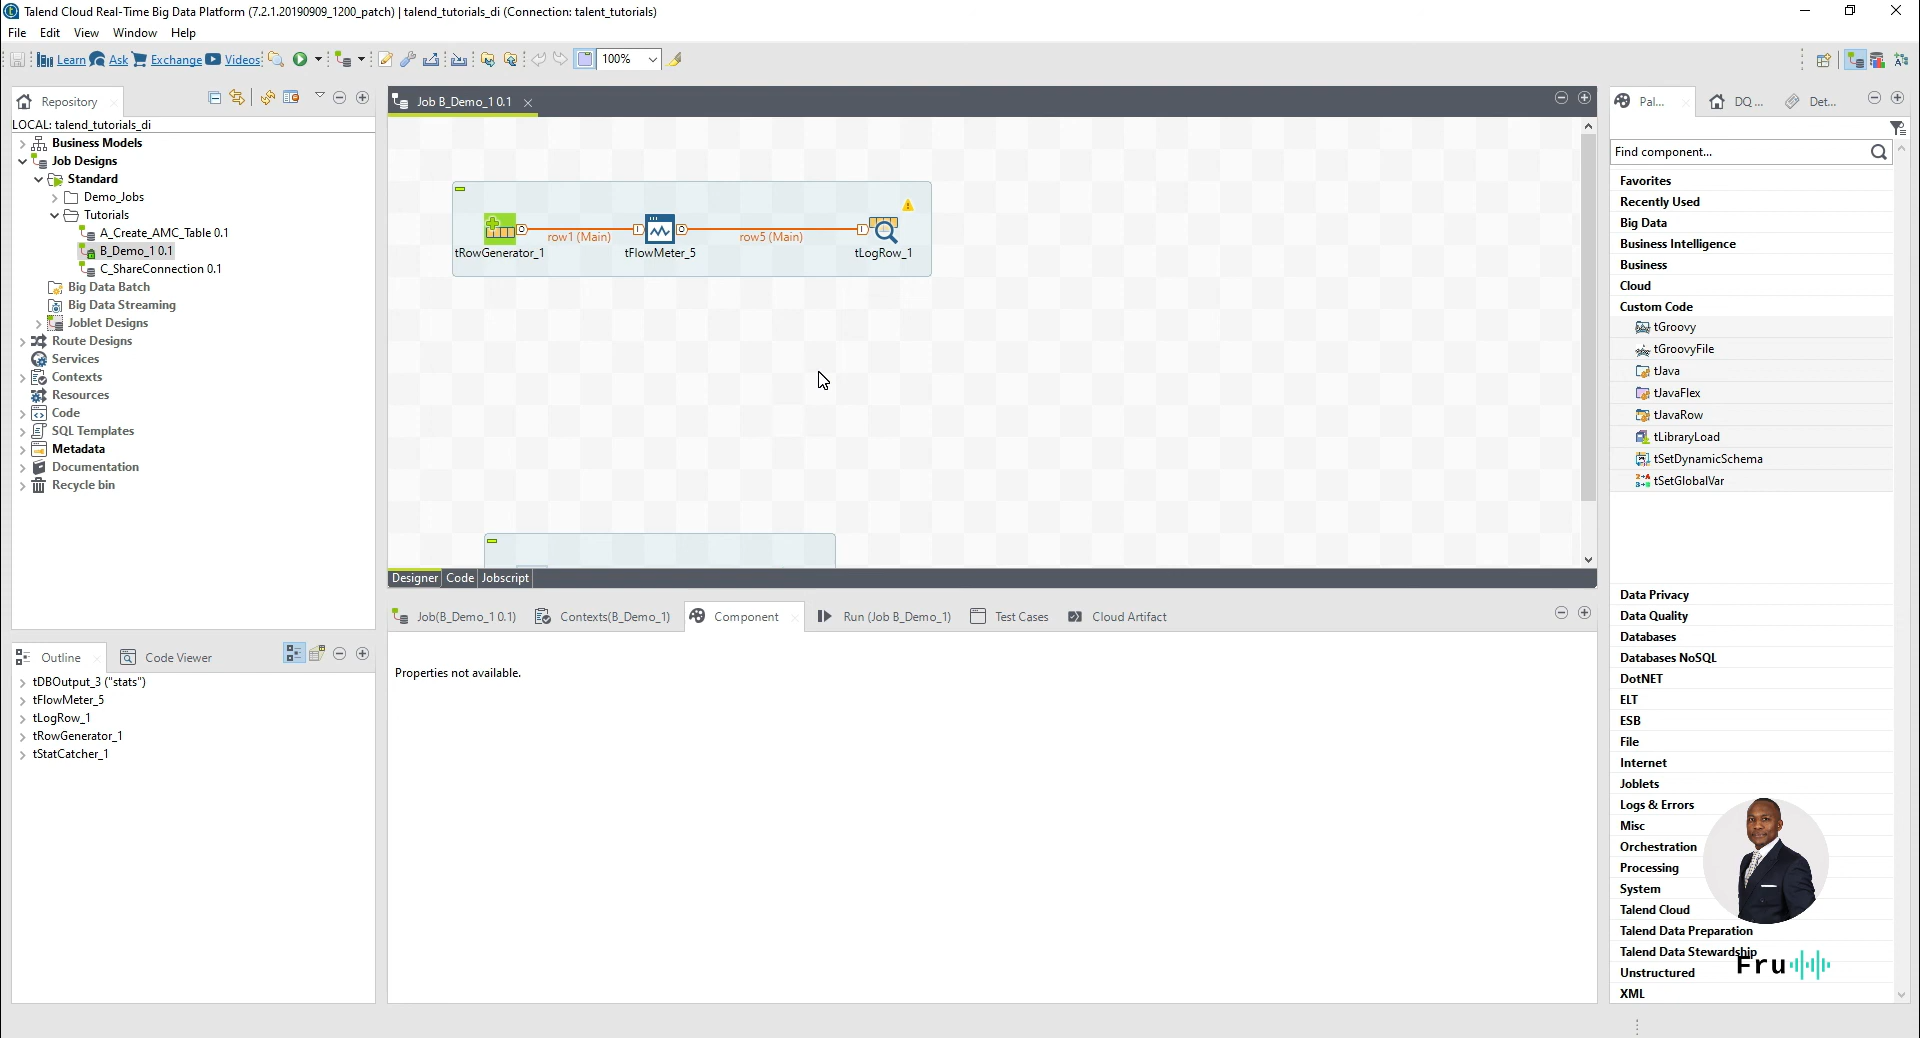 Talend Cloud Real-Time Big Data Platform (7.2.1.20190909_1200_patch) | talend_tutorials_di (Connection: talent_tutorials)
File Edit View Window Help
Learn Ask Exchange Videos 100%
Repository
LOCAL: talend_tutorials_di
Business Models
Job Designs
Standard
Demo_Jobs
Tutorials
A_Create_AMC_Table 0.1
B_Demo_1 0.1
C_ShareConnection 0.1
Big Data Batch
Big Data Streaming
Joblet Designs
Route Designs
Services
Contexts
Resources
Code
SQL Templates
Metadata
Documentation
Recycle bin
Outline Code Viewer
tDBOutput_3 ("stats")
tFlowMeter_5
tLogRow_1
tRowGenerator_1
tStatCatcher_1
Job B_Demo_1 0.1
row1 (Main) row5 (Main)
tRowGenerator_1 tFlowMeter_5 tLogRow_1
Designer Code Jobscript
Job(B_Demo_1 0.1) Contexts(B_Demo_1) Component Run (Job B_Demo_1) Test Cases Cloud Artifact
Properties not available.
Pal... DQ ... Det...
Find component...
Favorites
Recently Used
Big Data
Business Intelligence
Business
Cloud
Custom Code
tGroovy
tGroovyFile
tJava
tJavaFlex
tJavaRow
tLibraryLoad
tSetDynamicSchema
tSetGlobalVar
Data Privacy
Data Quality
Databases
Databases NoSQL
DotNET
ELT
ESB
File
Internet
Joblets
Logs & Errors
Misc
Orchestration
Processing
System
Talend Cloud
Talend Data Preparation
Talend Data Stewardship
Unstructured
XML
Fru